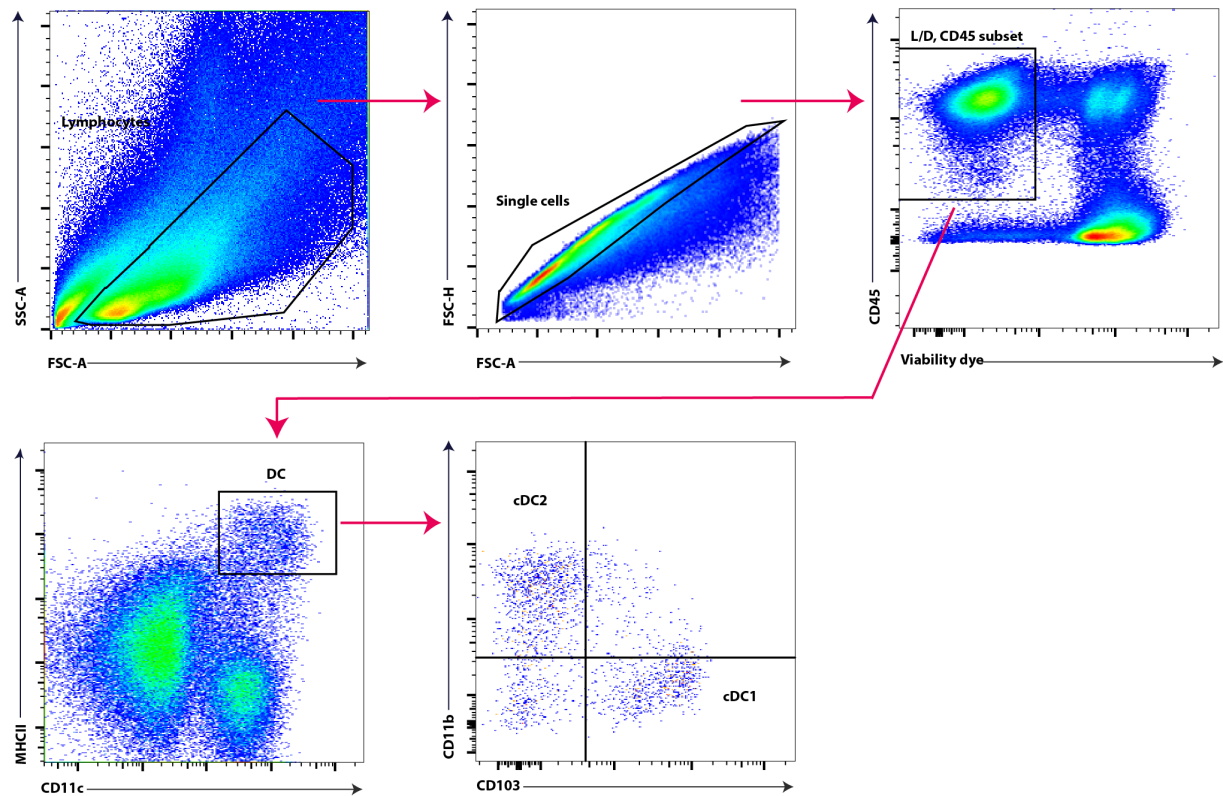 Lymphocytes
SSC-A
FSC-A
Single cells
FSC-H
FSC-A
L/D, CD45 subset
CD45
Viability dye
DC
MHCII
CD11c
cDC2
cDC1
CD11b
CD103